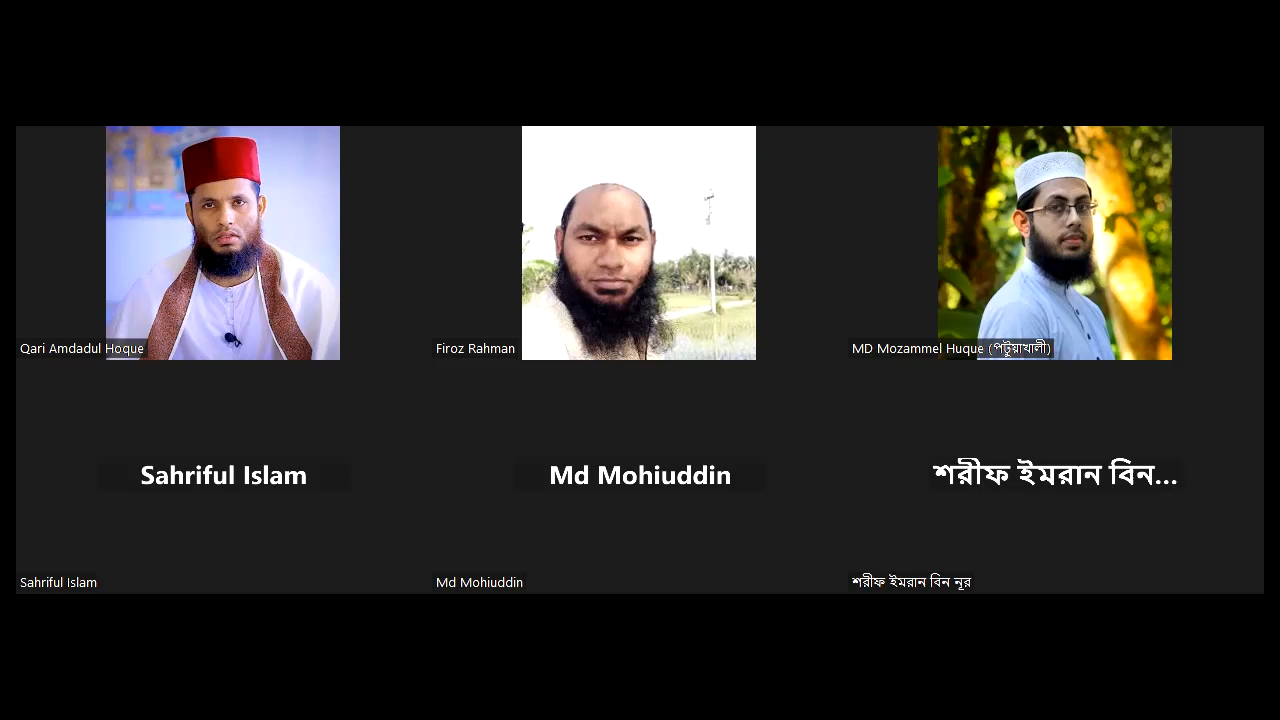 Qari Amdadul Hoque
Firoz Rahman
MD Mozammel Huque (পটুয়াখালী)
Sahriful Islam
Md Mohiuddin
শরীফ ইমরান বিন...
Sahriful Islam
Md Mohiuddin
শরীফ ইমরান বিন নূর